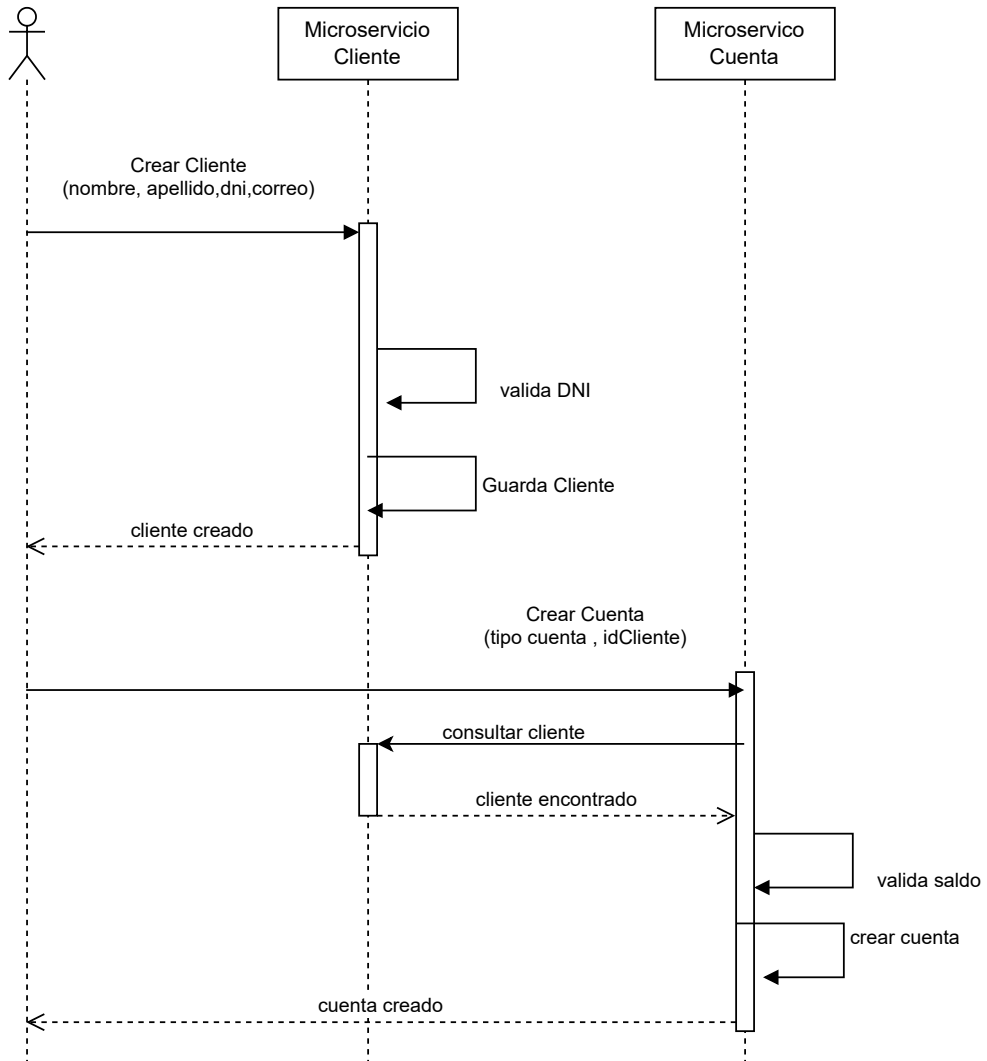 Microservicio
Cliente
Microservico
Cuenta
Crear Cliente
(nombre, apellido,dni,correo)
valida DNI
Guarda Cliente
cliente creado
Crear Cuenta
(tipo cuenta , idCliente)
consultar cliente
cliente encontrado
valida saldo
crear cuenta
cuenta creado